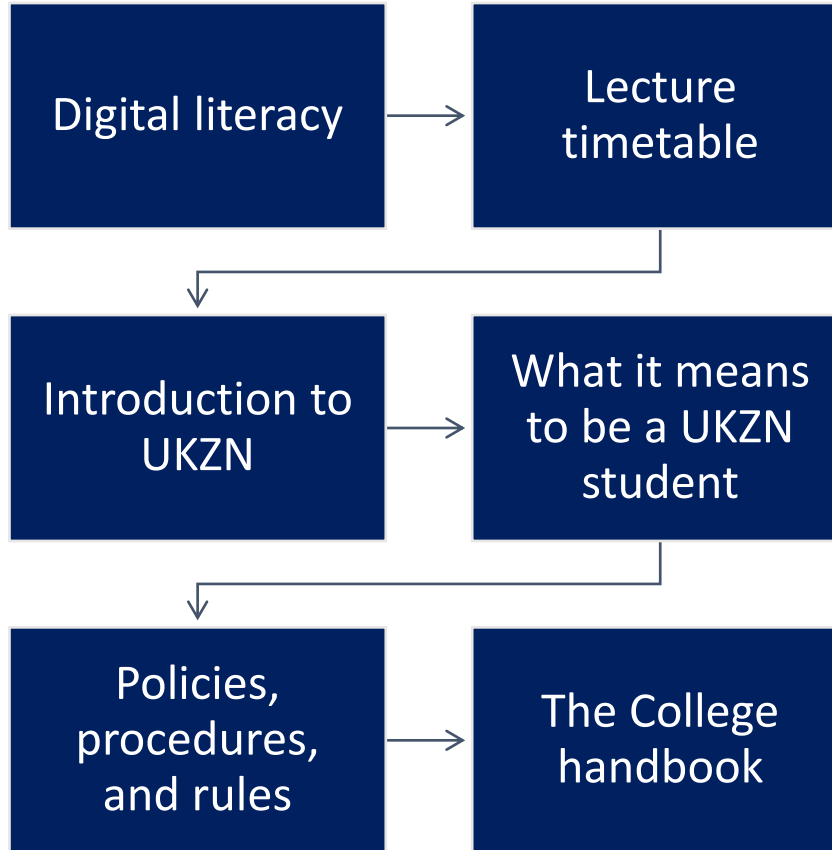 Digital literacy
Lecture
timetable
Introduction to
UKZN
What it means
to be a UKZN
student
Policies,
procedures,
and rules
The College
handbook